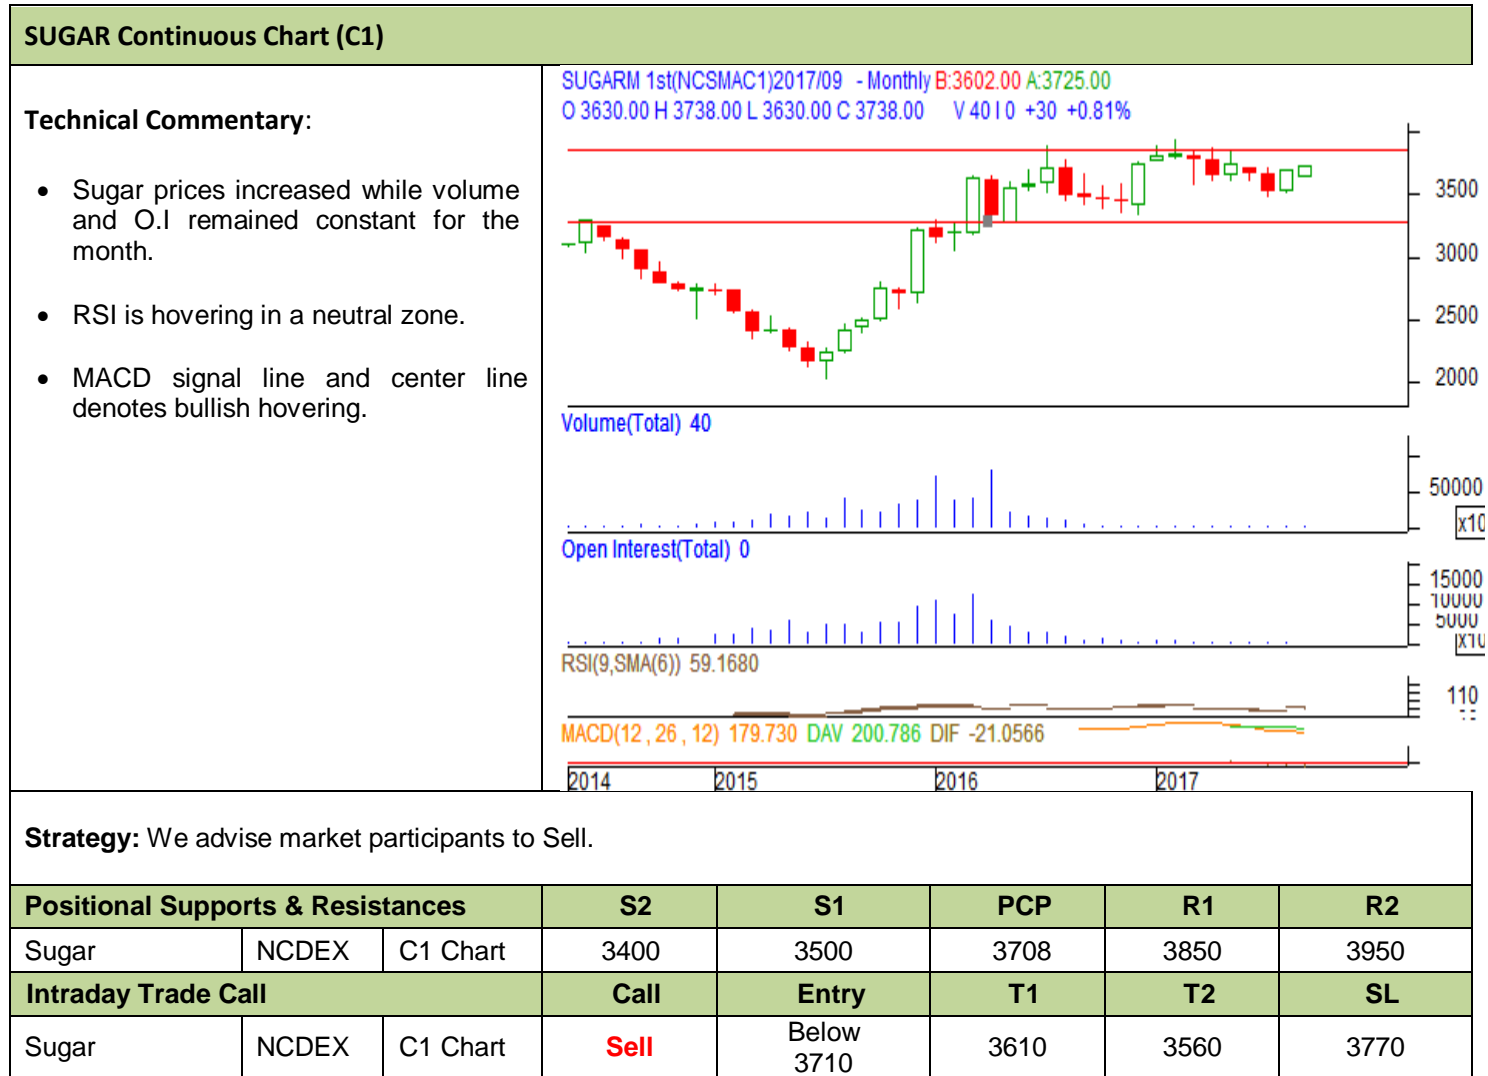 SUGAR Continuous Chart (C1)
Technical Commentary:
• Sugar prices increased while volume
and O.I remained constant for the
month.
• RSI is hovering in a neutral zone.
• MACD signal line and center line
denotes bullish hovering.
SUGARM 1st(NCSMAC1)2017/09 - Monthly B:3602.00 A:3725.00
O 3630.00 H 3738.00 L 3630.00 C 3738.00 V 40 I 0 +30 +0.81%
3500
3000
2500
2000
Volume(Total) 40
50000
x10
Open Interest(Total) 0
15000
10000
5000
X10
RSI(9,SMA(6)) 59.1680
110
MACD(12 , 26 , 12) 179.730 DAV 200.786 DIF -21.0566
2014 2015 2016 2017
Strategy: We advise market participants to Sell.
Positional Supports & Resistances S2 S1 PCP R1 R2
Sugar NCDEX C1 Chart 3400 3500 3708 3850 3950
Intraday Trade Call Call Entry T1 T2 SL
Sugar NCDEX C1 Chart Sell Below 3610 3560 3770
3710